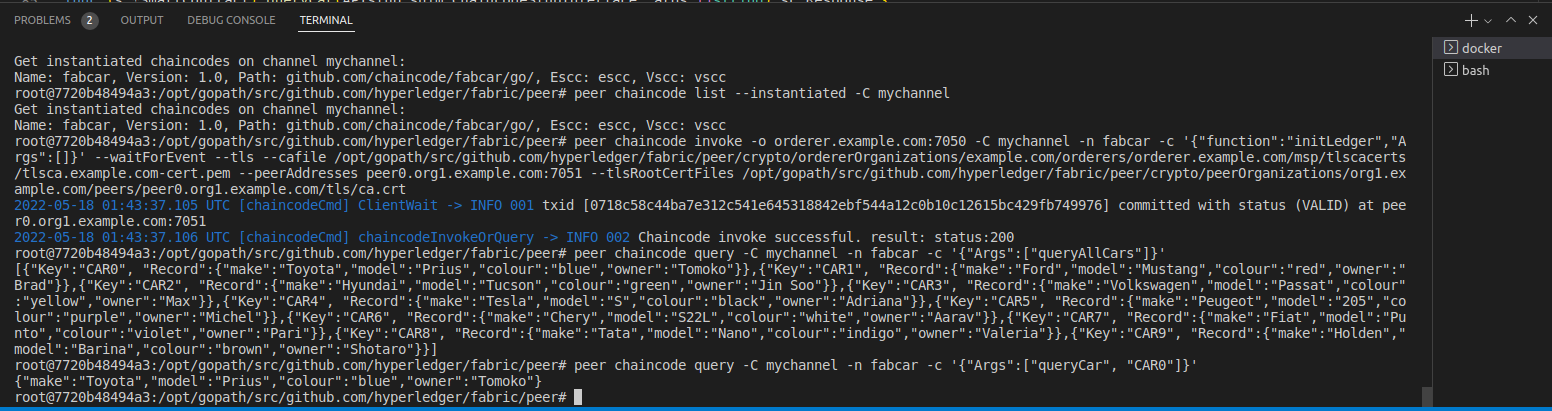 PROBLEMS 2 OUTPUT DEBUG CONSOLE TERMINAL
docker
bash
Get instantiated chaincodes on channel mychannel:
Name: fabcar, Version: 1.0, Path: github.com/chaincode/fabcar/go/, Escc: escc, Vscc: vscc
root@7720b48494a3:/opt/gopath/src/github.com/hyperledger/fabric/peer# peer chaincode list --instantiated -C mychannel
Get instantiated chaincodes on channel mychannel:
Name: fabcar, Version: 1.0, Path: github.com/chaincode/fabcar/go/, Escc: escc, Vscc: vscc
root@7720b48494a3:/opt/gopath/src/github.com/hyperledger/fabric/peer# peer chaincode invoke -o orderer.example.com:7050 -C mychannel -n fabcar -c '{"function":"initLedger","A
rgs":[]}' --waitForEvent --tls --cafile /opt/gopath/src/github.com/hyperledger/fabric/peer/crypto/ordererOrganizations/example.com/orderers/orderer.example.com/msp/tlscacerts
/tlsca.example.com-cert.pem --peerAddresses peer0.org1.example.com:7051 --tlsRootCertFiles /opt/gopath/src/github.com/hyperledger/fabric/peer/crypto/peerOrganizations/org1.ex
ample.com/peers/peer0.org1.example.com/tls/ca.crt
2022-05-18 01:43:37.105 UTC [chaincodeCmd] ClientWait -> INFO 001 txid [0718c58c44ba7e312c541e645318842ebf544a12c0b10c12615bc429fb749976] committed with status (VALID) at pee
r0.org1.example.com:7051
2022-05-18 01:43:37.106 UTC [chaincodeCmd] chaincodeInvokeOrQuery -> INFO 002 Chaincode invoke successful. result: status:200
root@7720b48494a3:/opt/gopath/src/github.com/hyperledger/fabric/peer# peer chaincode query -C mychannel -n fabcar -c '{"Args":["queryAllCars"]}'
[{"Key":"CAR0", "Record":{"make":"Toyota","model":"Prius","colour":"blue","owner":"Tomoko"}},{"Key":"CAR1", "Record":{"make":"Ford","model":"Mustang","colour":"red","owner":"
Brad"}},{"Key":"CAR2", "Record":{"make":"Hyundai","model":"Tucson","colour":"green","owner":"Jin Soo"}},{"Key":"CAR3", "Record":{"make":"Volkswagen","model":"Passat","colour"
:"yellow","owner":"Max"}},{"Key":"CAR4", "Record":{"make":"Tesla","model":"S","colour":"black","owner":"Adriana"}},{"Key":"CAR5", "Record":{"make":"Peugeot","model":"205","co
lour":"purple","owner":"Michel"}},{"Key":"CAR6", "Record":{"make":"Chery","model":"S22L","colour":"white","owner":"Aarav"}},{"Key":"CAR7", "Record":{"make":"Fiat","model":"Pu
nto","colour":"violet","owner":"Pari"}},{"Key":"CAR8", "Record":{"make":"Tata","model":"Nano","colour":"indigo","owner":"Valeria"}},{"Key":"CAR9", "Record":{"make":"Holden","
model":"Barina","colour":"brown","owner":"Shotaro"}}]
root@7720b48494a3:/opt/gopath/src/github.com/hyperledger/fabric/peer# peer chaincode query -C mychannel -n fabcar -c '{"Args":["queryCar", "CAR0"]}'
{"make":"Toyota","model":"Prius","colour":"blue","owner":"Tomoko"}
root@7720b48494a3:/opt/gopath/src/github.com/hyperledger/fabric/peer#